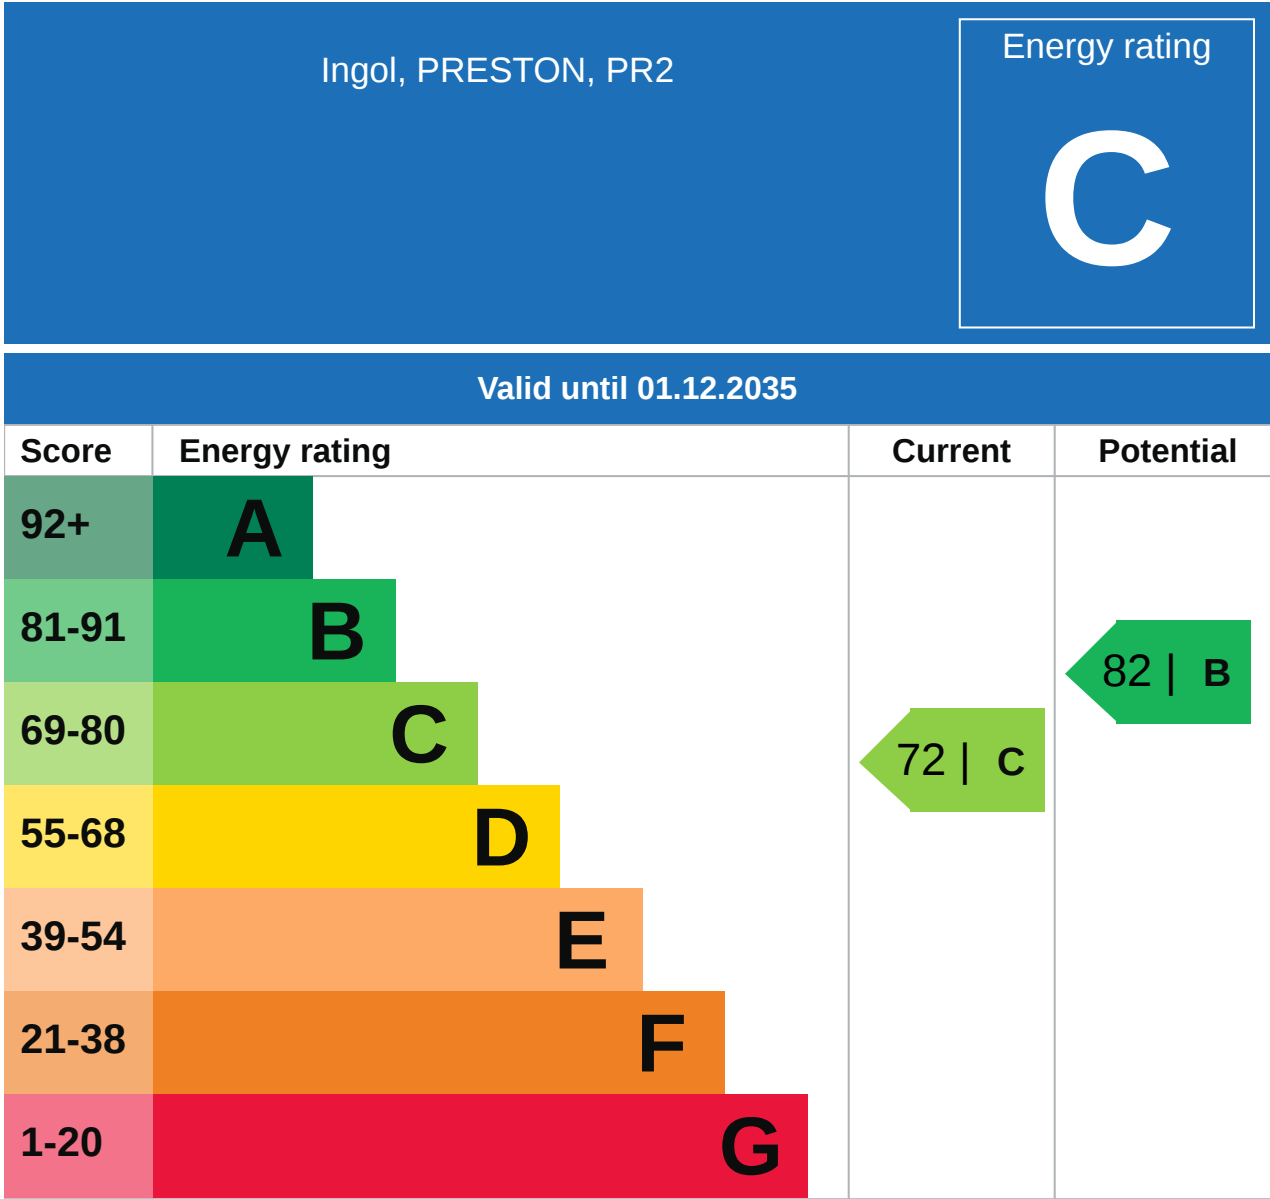 Ingol, PRESTON, PR2
Energy rating
C
Valid until 01.12.2035
Score Energy rating Current Potential
92+ A
81-91 B
82 | B
69-80 C
72 | C
55-68 D
39-54 E
21-38 F
1-20 G